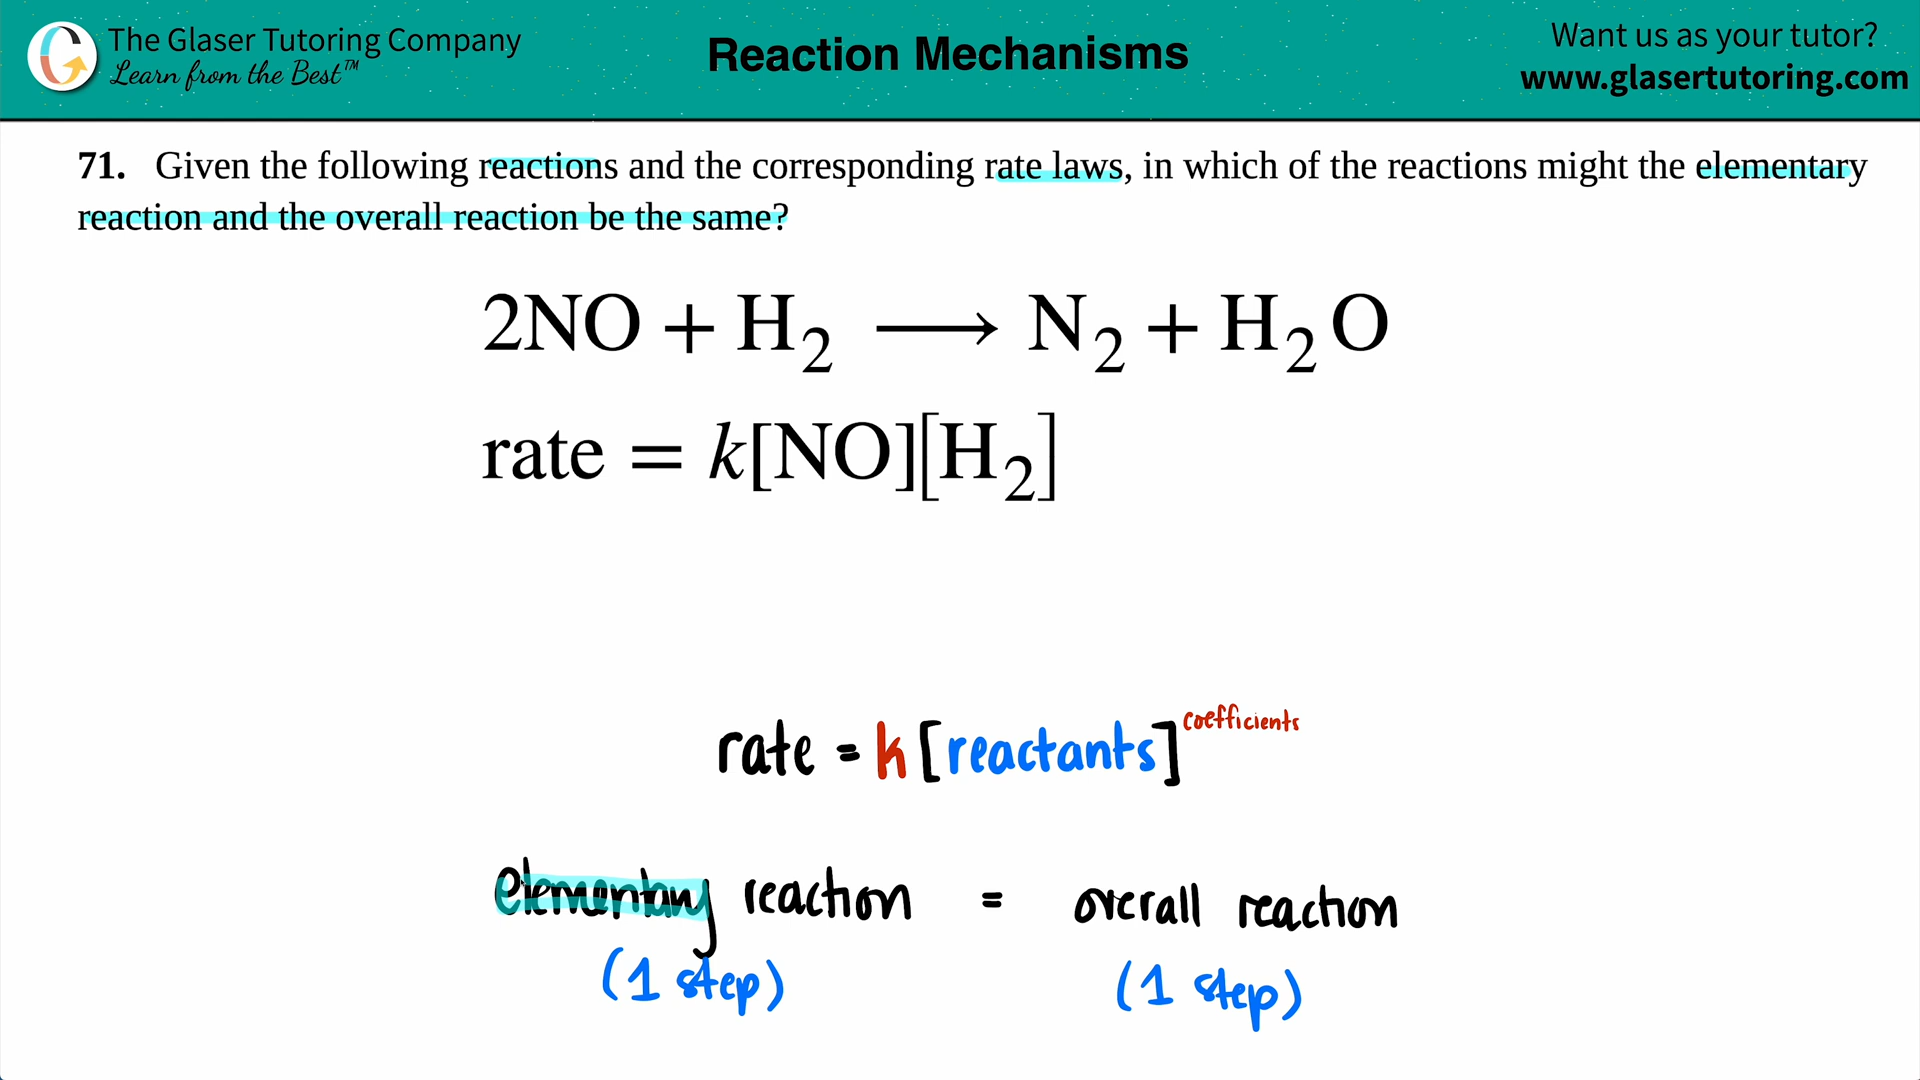 The Glaser Tutoring Company
Learn from the Best™
Reaction Mechanisms
Want us as your tutor?
www.glasertutoring.com
71. Given the following reactions and the corresponding rate laws, in which of the reactions might the elementary
reaction and the overall reaction be the same?
2NO + H₂ ⟶ N₂ + H₂O
rate = k[NO][H₂]
rate = k [reactants]^coefficients
elementary reaction = overall reaction
(1 step) (1 step)